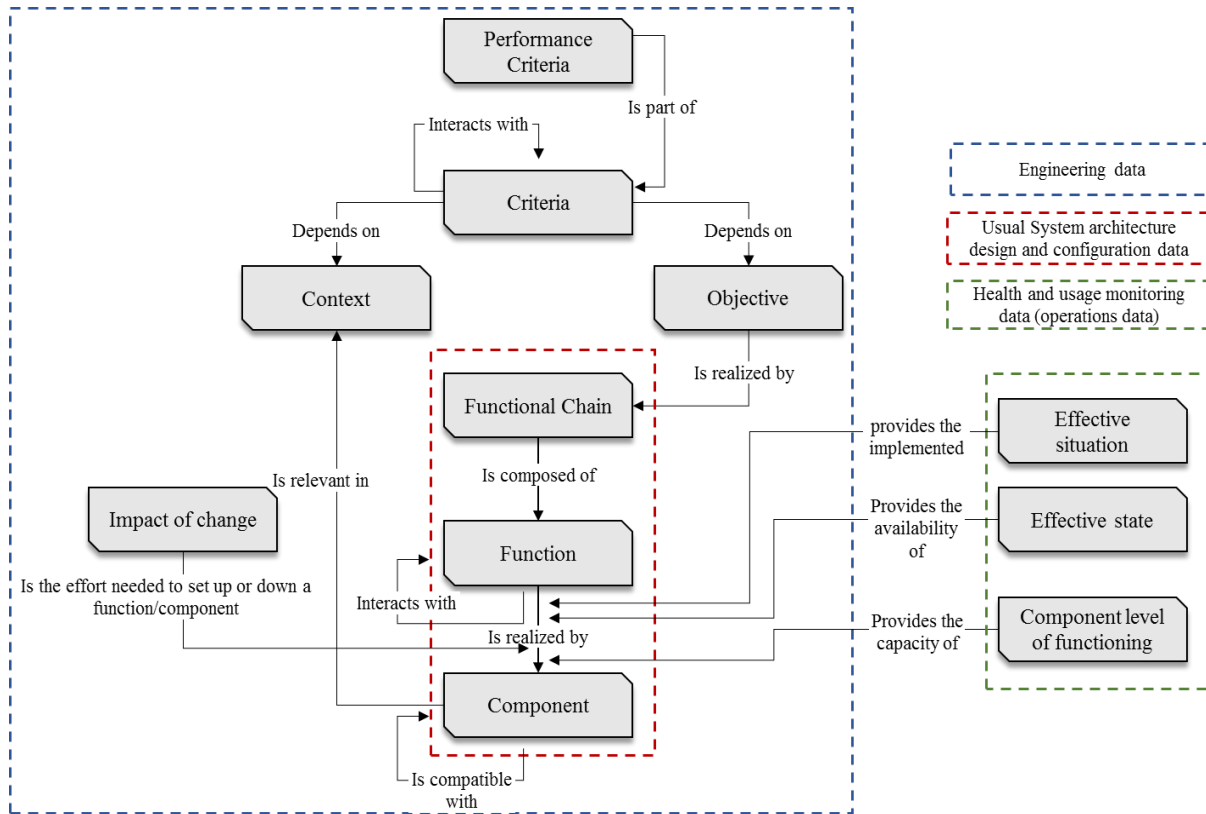 Performance
Criteria
Is part of
Interacts with
Criteria
Depends on
Depends on
Context
Objective
Engineering data
Usual System architecture
design and configuration data
Health and usage monitoring
data (operations data)
Is realized by
Functional Chain
provides the
implemented
Effective
situation
Is composed of
Is relevant in
Impact of change
Function
Provides the
availability
of
Effective state
Is the effort needed to set up or down a
function/component
Interacts with
Is realized by
Provides the
capacity of
Component level
of functioning
Component
Is compatible
with